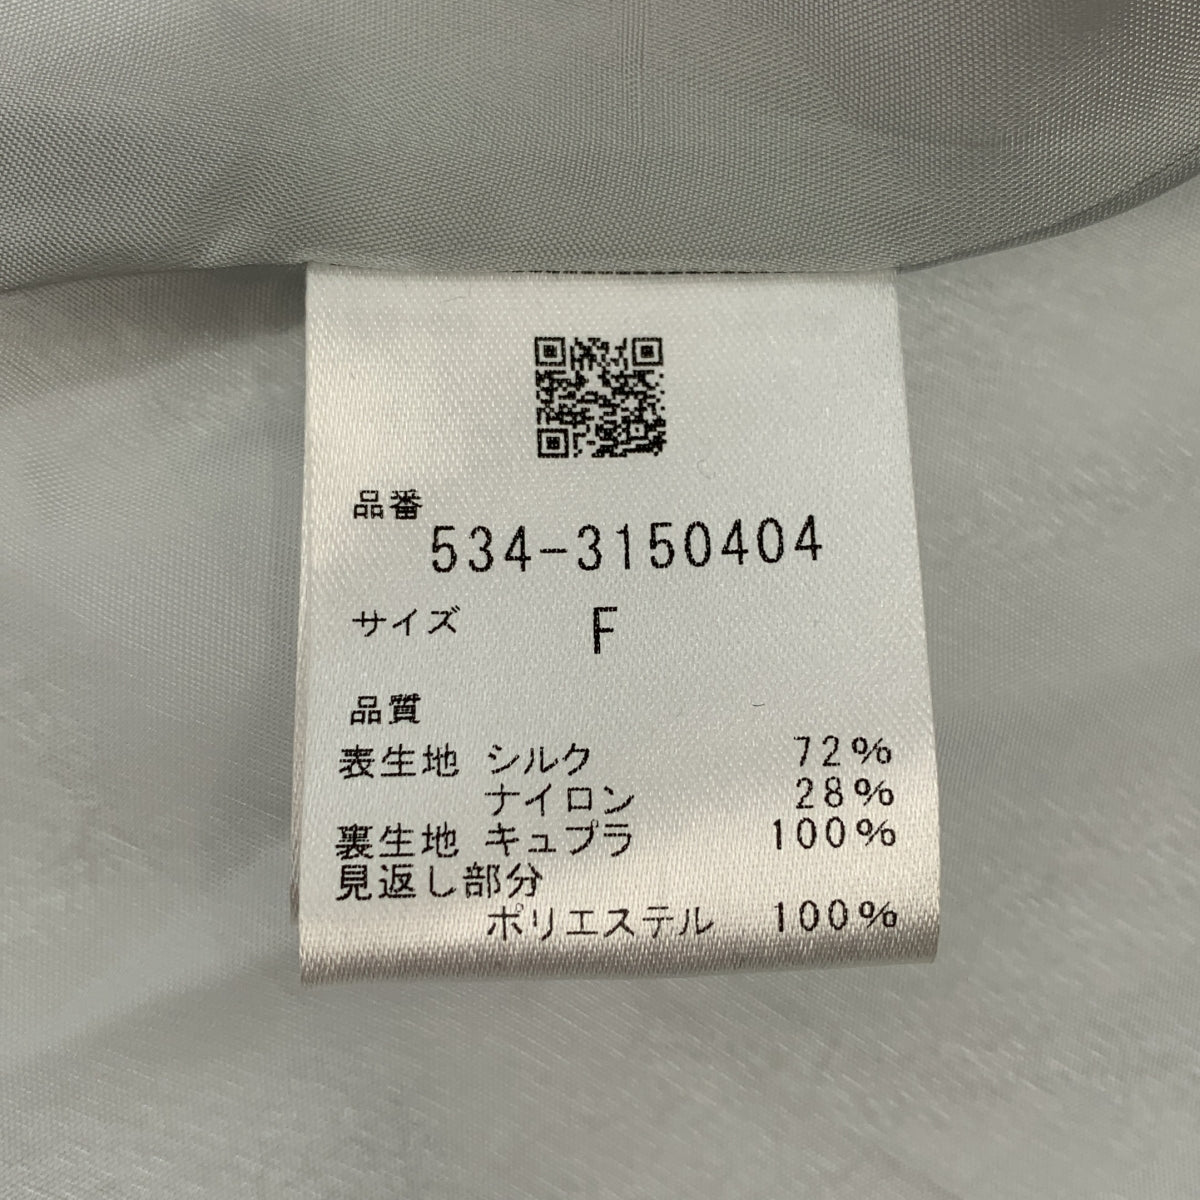 品番
534-3150404
サイズ F
品質
表生地 シルク 72%
ナイロン 28%
裏生地 キュプラ 100%
見返し部分
ポリエステル 100%